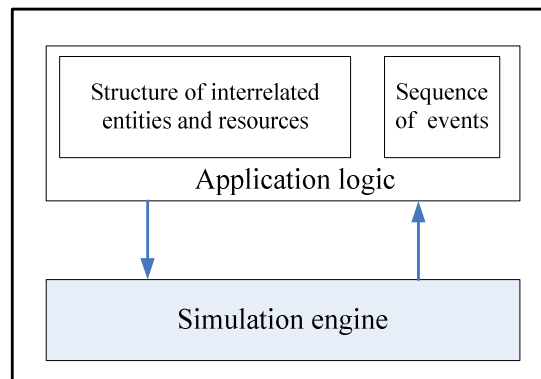 Structure of interrelated
entities and resources
Sequence
of events
Application logic
Simulation engine